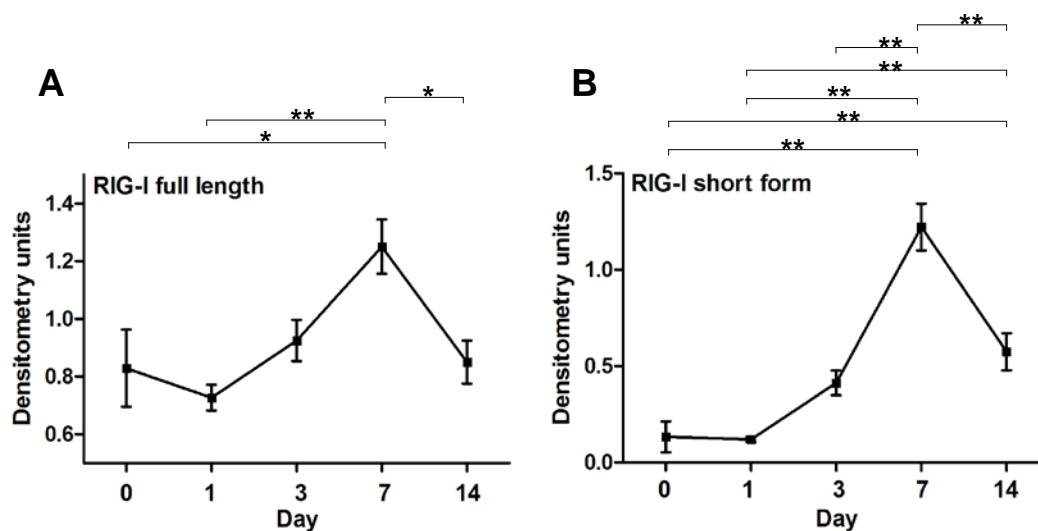 A
*
**
*
RIG-I full length
Densitometry units
1.4
1.2
1.0
0.8
0.6
0 1 3 7 14
Day
B
**
**
**
**
**
**
RIG-I short form
Densitometry units
1.5
1.0
0.5
0.0
0 1 3 7 14
Day